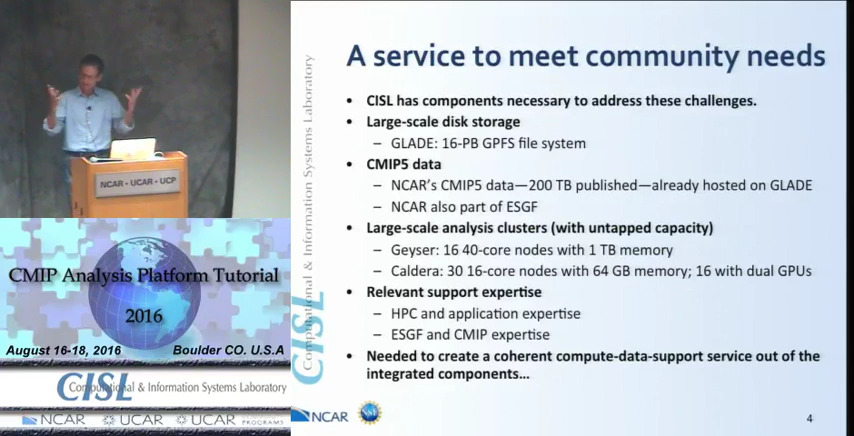 NCAR • UCAR • UCP
CMIP Analysis Platform Tutorial
2016
August 16-18, 2016 Boulder CO. U.S.A
CISL Computational & Information Systems Laboratory
NCAR UCAR UCAR PROGRAMS
CISL Computational & Information Systems Laboratory
A service to meet community needs
• CISL has components necessary to address these challenges.
• Large-scale disk storage
– GLADE: 16-PB GPFS file system
• CMIP5 data
– NCAR's CMIP5 data—200 TB published—already hosted on GLADE
– NCAR also part of ESGF
• Large-scale analysis clusters (with untapped capacity)
– Geyser: 16 40-core nodes with 1 TB memory
– Caldera: 30 16-core nodes with 64 GB memory; 16 with dual GPUs
• Relevant support expertise
– HPC and application expertise
– ESGF and CMIP expertise
• Needed to create a coherent compute-data-support service out of the
integrated components…
NCAR
NSF
4